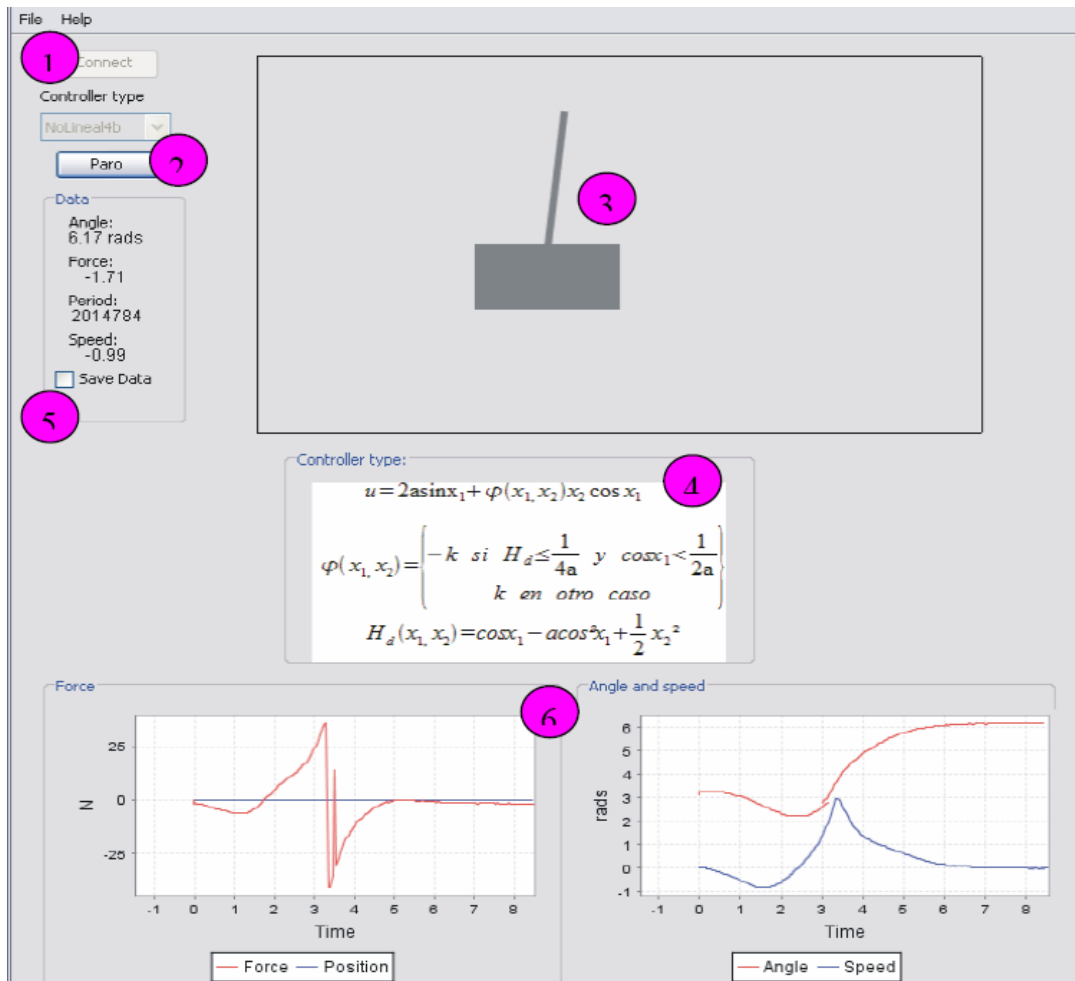 File Help
1
Connect
Controller type
NoLineal4b
Paro
2
Data
Angle:
6.17 rads
Force:
-1.71
Period:
2014784
Speed:
-0.99
Save Data
5
3
Controller type:
4
u=2asinx₁+φ(x₁,x₂)x₂ cos x₁
φ(x₁,x₂)={-k si H_d≤1/4a y cosx₁<1/2a
k en otro caso}
H_d(x₁,x₂)=cosx₁−acos²x₁+1/2 x₂²
Force
6
25
0
-25
N
-1 0 1 2 3 4 5 6 7 8
Time
Force Position
Angle and speed
6
5
4
3
2
1
0
-1
rads
-1 0 1 2 3 4 5 6 7 8
Time
Angle Speed